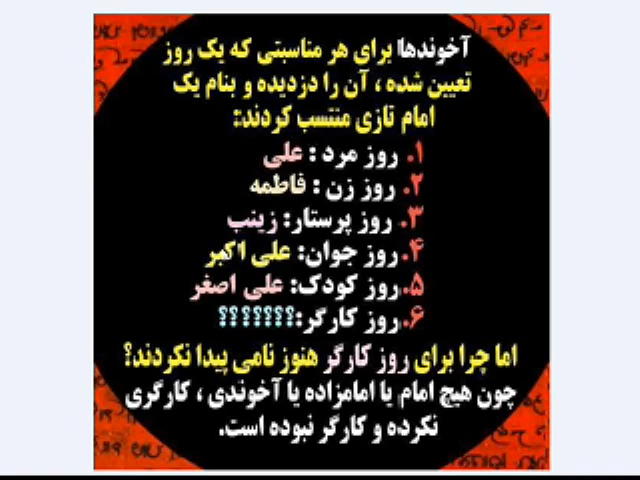 آخوندها برای هر مناسبتی که یک روز
تعیین شده ، آن را دزدیده و بنام یک
امام تازی منتسب کردند:
۱. روز مرد : علی
۲. روز زن : فاطمه
۳. روز پرستار: زینب
۴. روز جوان: علی اکبر
۵. روز کودک: علی اصغر
۶. روز کارگر:؟؟؟؟؟؟؟
اما چرا برای روز کارگر هنوز نامی پیدا نکردند؟
چون هیچ امام یا امامزاده یا آخوندی ، کارگری
نکرده و کارگر نبوده است.